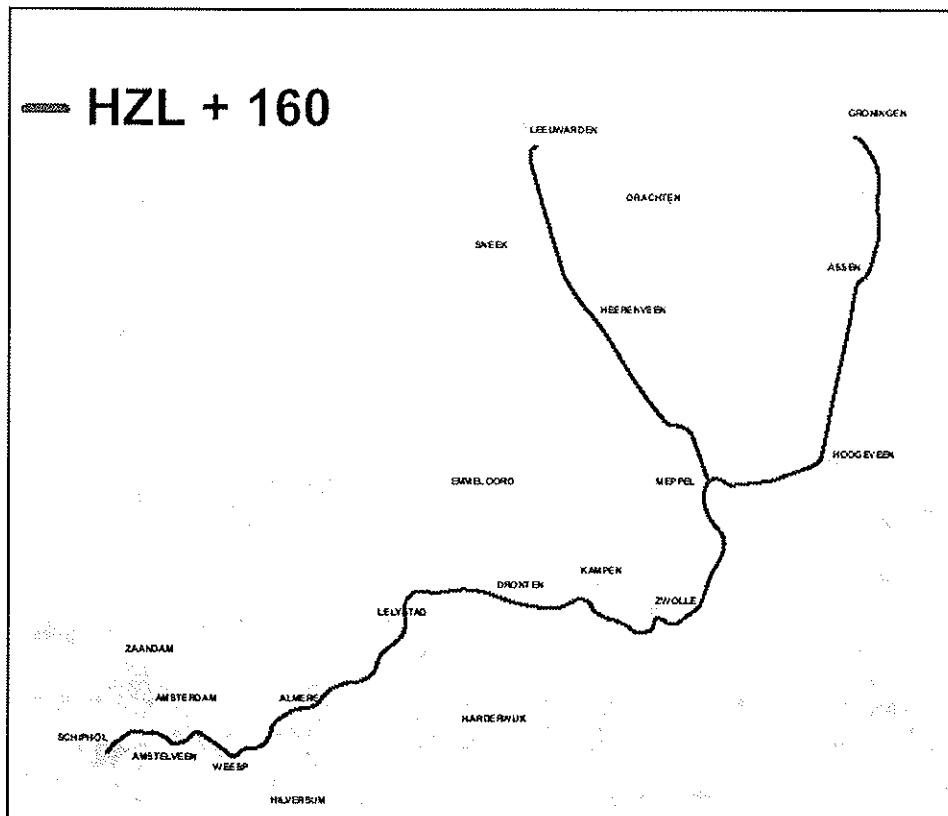 HZL + 160
GRONINGEN
LEEUWARDEN
DRACHTEN
SNEEK
ASSEN
HEERENVEEN
HOOGEVEEN
EMMELOORD
MEPPEL
KAMPEN
DRONTEN
ZWOLLE
LELYSTAD
ZAANDAM
AMSTERDAM
ALMERE
HARDERWIJK
SCHIPHOL
AMSTELVEEN
WEESP
HILVERSUM